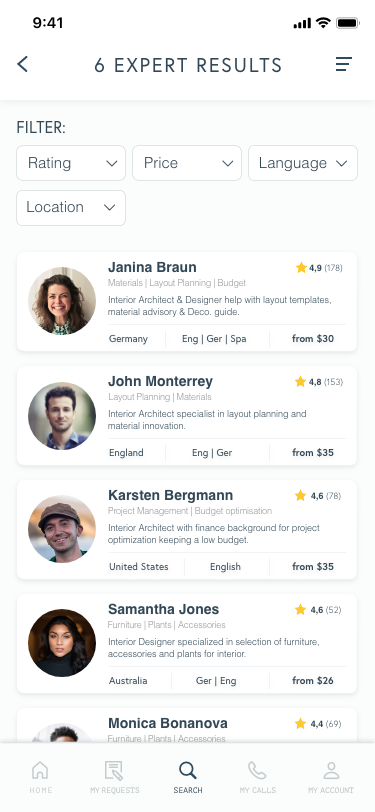 9:41
6 EXPERT RESULTS
FILTER:
Rating Price Language
Location
Janina Braun 4,9 (178)
Materials | Layout Planning | Budget
Interior Architect & Designer help with layout templates,
material advisory & Deco. guide.
Germany Eng | Ger | Spa from $30
John Monterrey 4,8 (153)
Layout Planning | Materials
Interior Architect specialist in layout planning and
material innovation.
England Eng | Ger from $35
Karsten Bergmann 4,6 (78)
Project Management | Budget optimisation
Interior Architect with finance background for project
optimization keeping a low budget.
United States English from $35
Samantha Jones 4,6 (52)
Furniture | Plants | Accessories
Interior Designer specialized in selection of furniture,
accessories and plants for interior.
Australia Ger | Eng from $26
Monica Bonanova 4,4 (69)
Furniture | Plants | Accessories
HOME MY REQUESTS SEARCH MY CALLS MY ACCOUNT